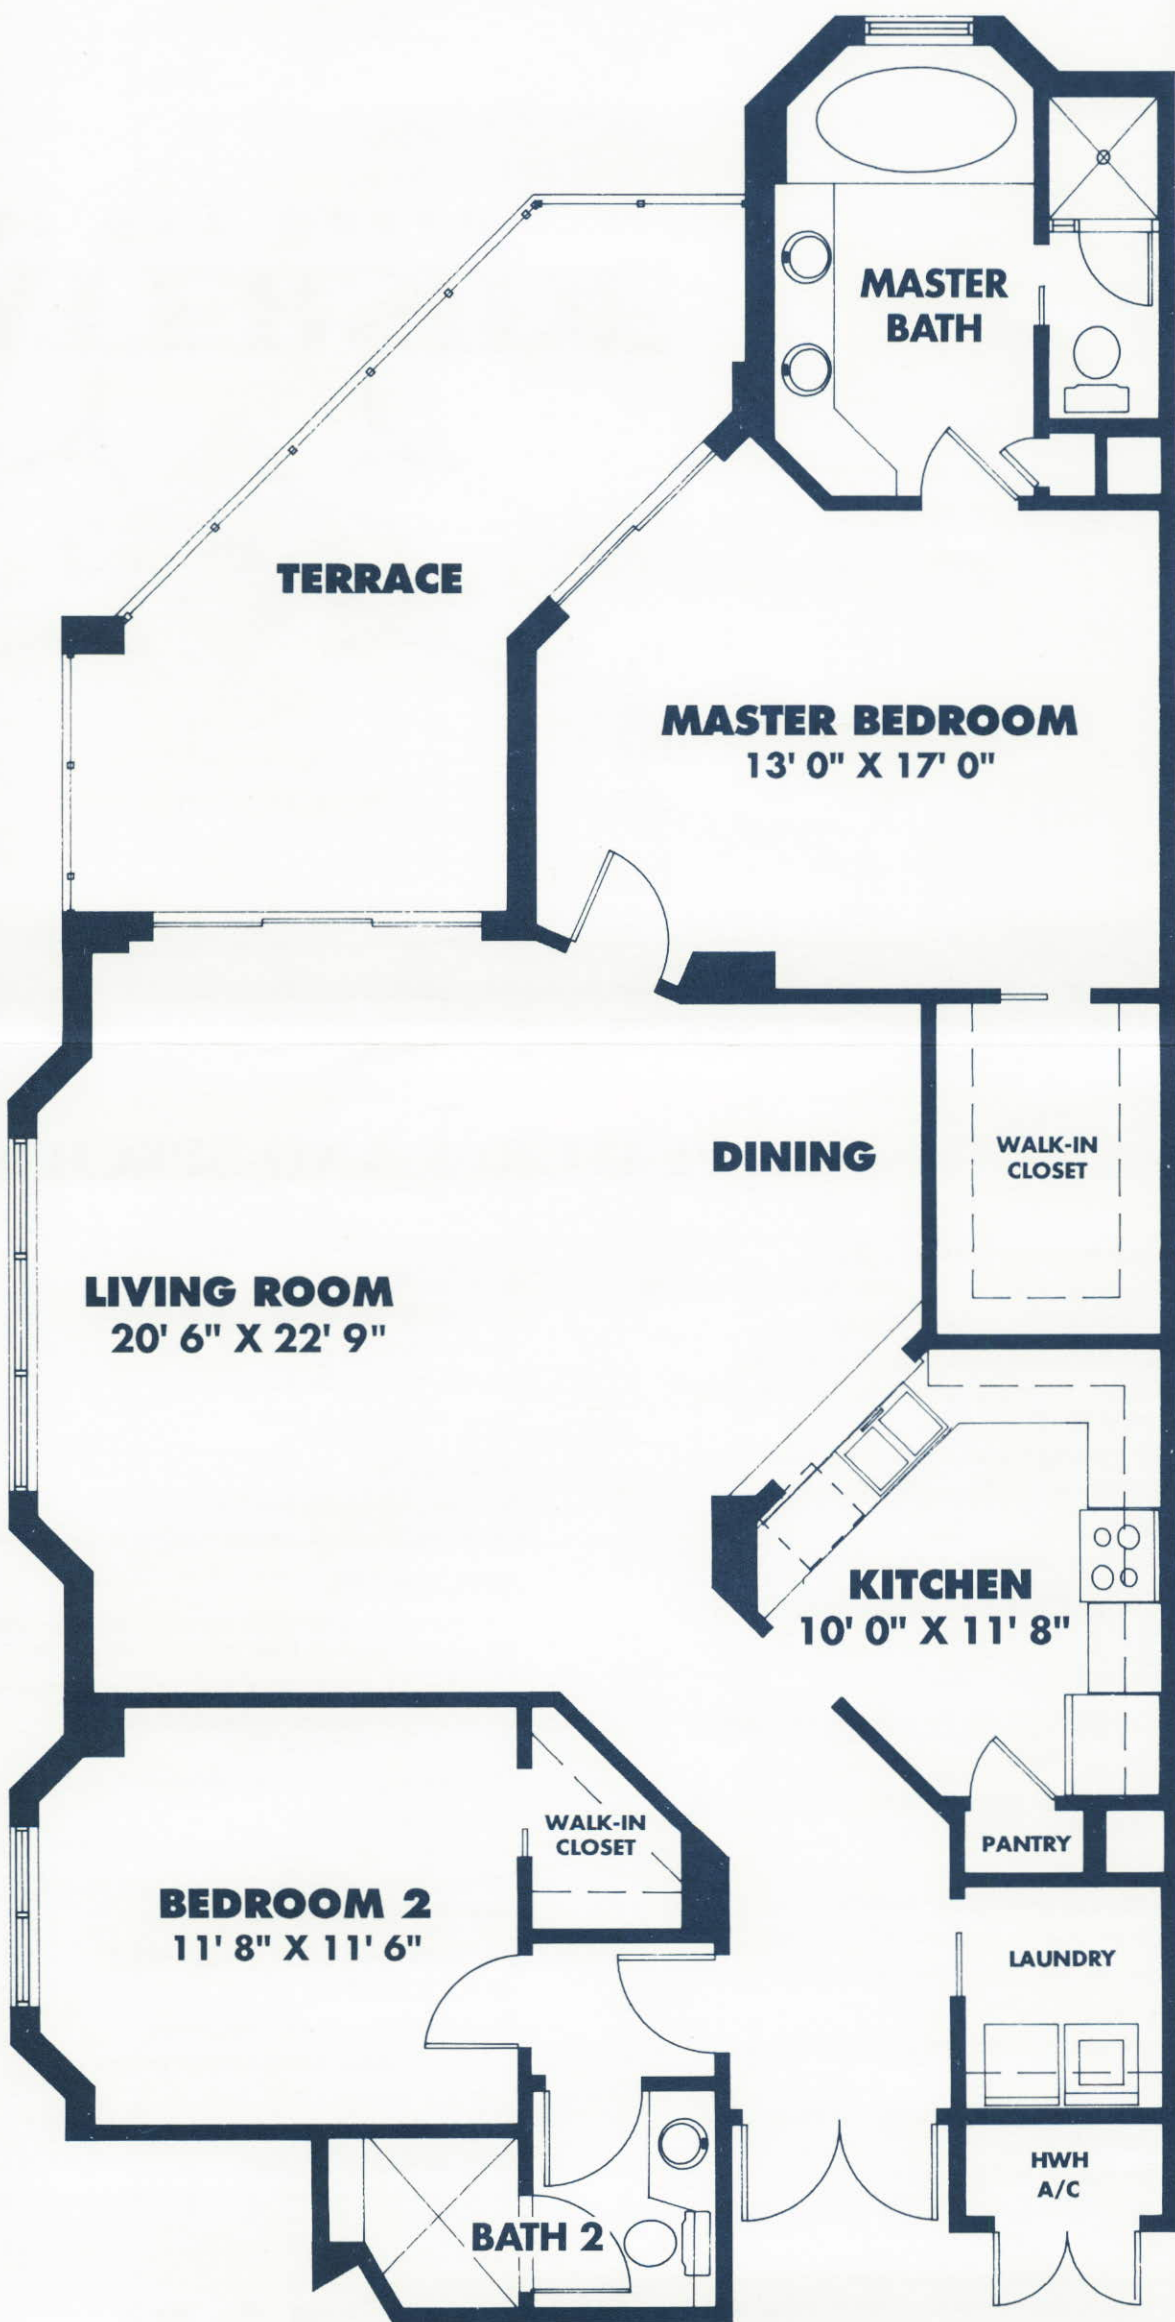 MASTER
BATH
TERRACE
MASTER BEDROOM
13' 0" X 17' 0"
DINING
WALK-IN
CLOSET
LIVING ROOM
20' 6" X 22' 9"
KITCHEN
10' 0" X 11' 8"
WALK-IN
CLOSET
PANTRY
BEDROOM 2
11' 8" X 11' 6"
LAUNDRY
HWH
A/C
BATH 2